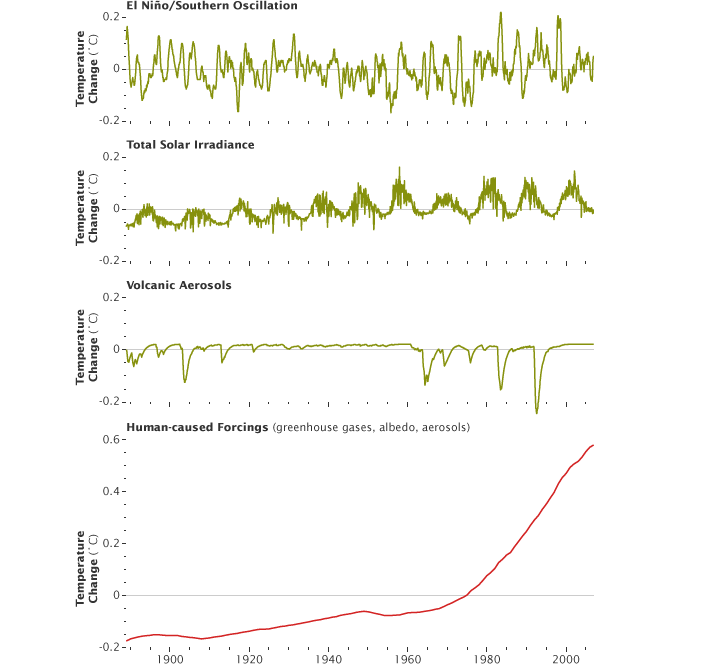 El Niño/Southern Oscillation
0.2
0
-0.2
Temperature
Change (°C)
Total Solar Irradiance
0.2
0
-0.2
Temperature
Change (°C)
Volcanic Aerosols
0.2
0
-0.2
Temperature
Change (°C)
Human-caused Forcings (greenhouse gases, albedo, aerosols)
0.6
0.4
0.2
0
-0.2
Temperature
Change (°C)
1900 1920 1940 1960 1980 2000